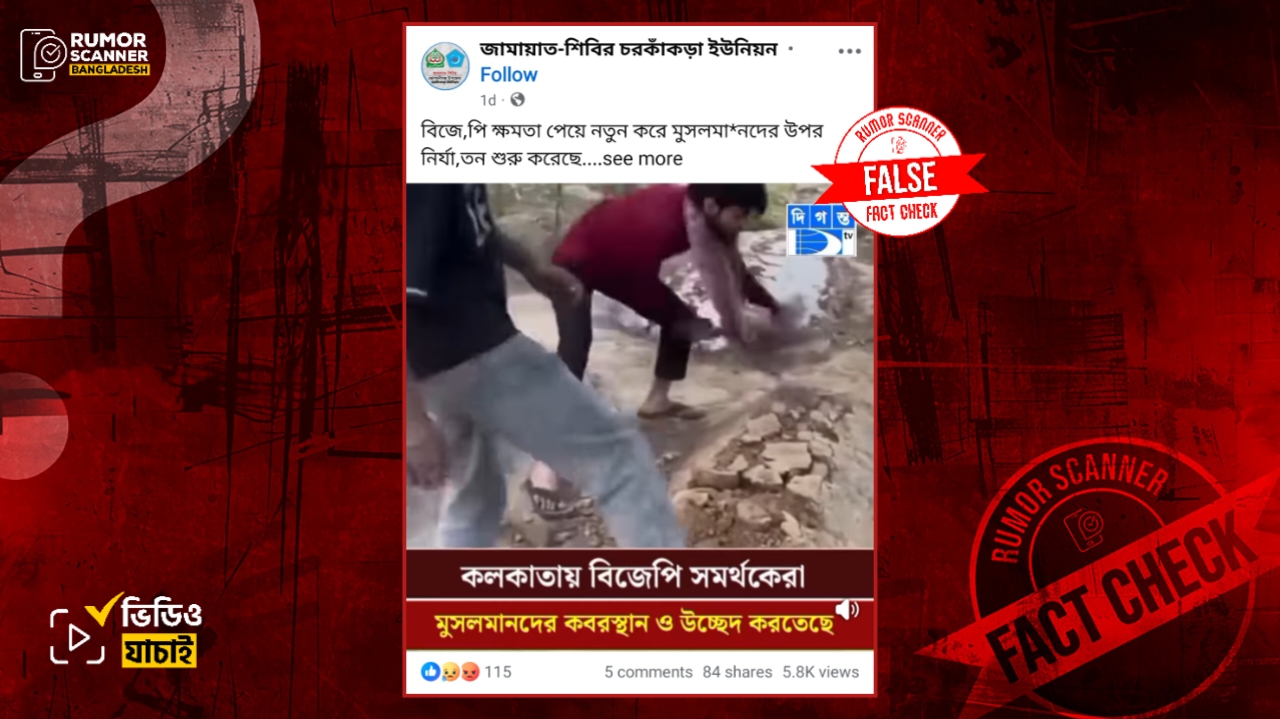 RUMOR
SCANNER
BANGLADESH
জামায়াত-শিবির চরকাঁকড়া ইউনিয়ন ·
Follow
1d ·
বিজে,পি ক্ষমতা পেয়ে নতুন করে মুসলমা*নদের উপর
নির্যা,তন শুরু করেছে....see more
RUMOR SCANNER
FALSE
FACT CHECK
দিগন্ত
tv
কলকাতায় বিজেপি সমর্থকেরা
মুসলমানদের কবরস্থান ও উচ্ছেদ করতেছে
115
5 comments 84 shares 5.8K views
ভিডিও
যাচাই
RUMOR SCANNER
FACT CHECK